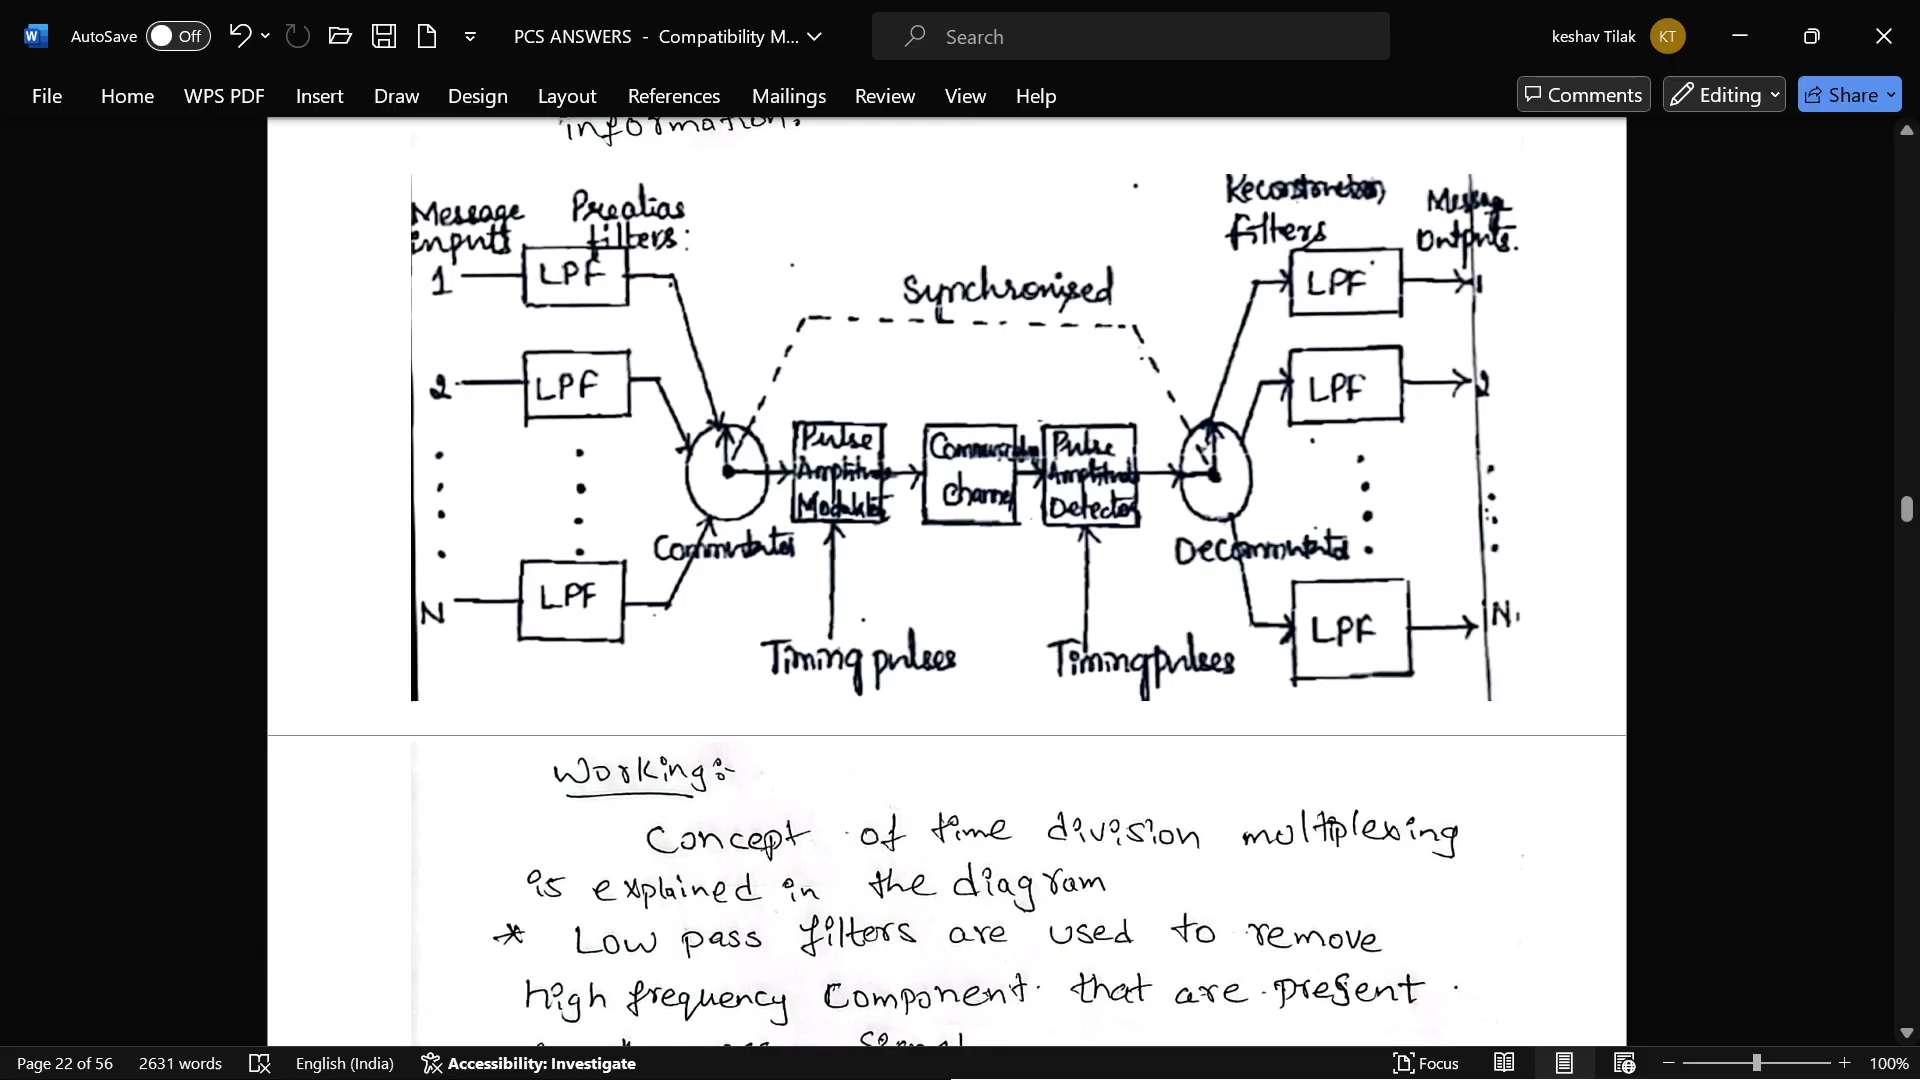 AutoSave Off PCS ANSWERS - Compatibility M... Search keshav Tilak KT
File Home WPS PDF Insert Draw Design Layout References Mailings Review View Help Comments Editing Share
information.
Message inputs
Prealias filters:
Reconstruction filters
Message Outputs.
1 LPF
Synchronised
LPF 1
2 LPF
LPF 2
Pulse Amplitude Modulator
Communication Channel
Pulse Amplitude Detector
Commutator
Decommutator
N LPF
LPF N.
Timing pulses
Timing pulses
Working:-
Concept of time division multiplexing
is explained in the diagram
* Low pass filters are used to remove
high frequency component that are present
signal
Page 22 of 56 2631 words English (India) Accessibility: Investigate Focus 100%